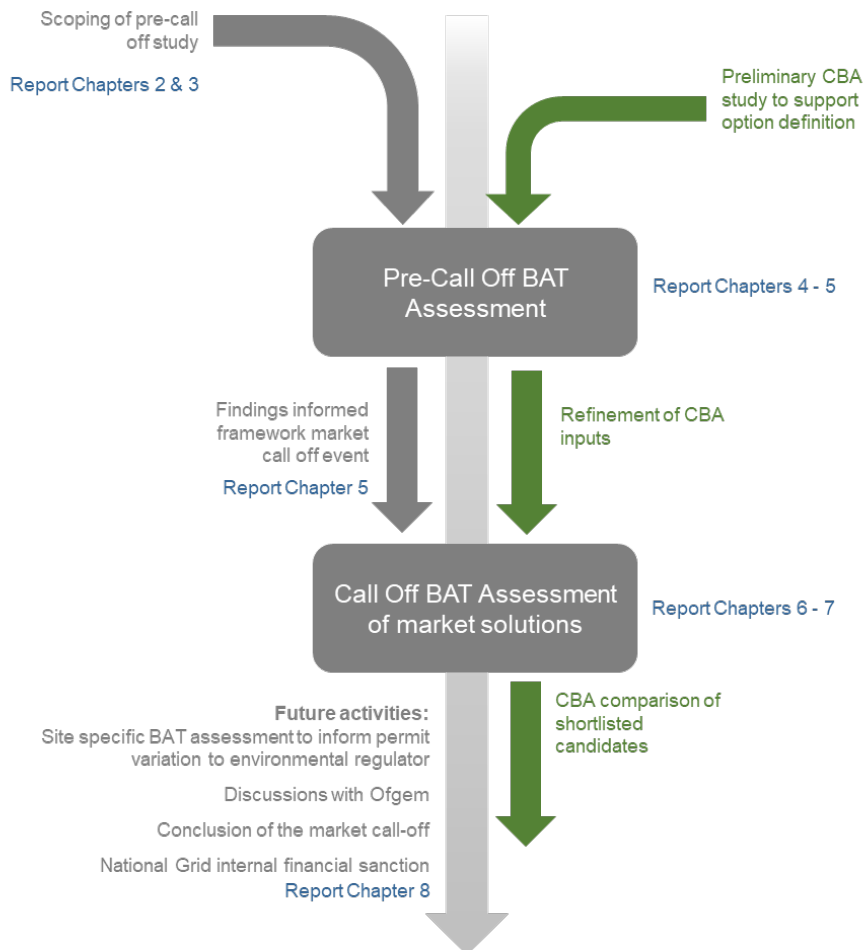 Scoping of pre-call
off study
Report Chapters 2 & 3
Preliminary CBA
study to support
option definition
Pre-Call Off BAT
Assessment
Report Chapters 4 - 5
Findings informed
framework market
call off event
Report Chapter 5
Refinement of CBA
inputs
Call Off BAT Assessment
of market solutions
Report Chapters 6 - 7
Future activities:
Site specific BAT assessment to inform permit
variation to environmental regulator
Discussions with Ofgem
Conclusion of the market call-off
National Grid internal financial sanction
Report Chapter 8
CBA comparison of
shortlisted
candidates